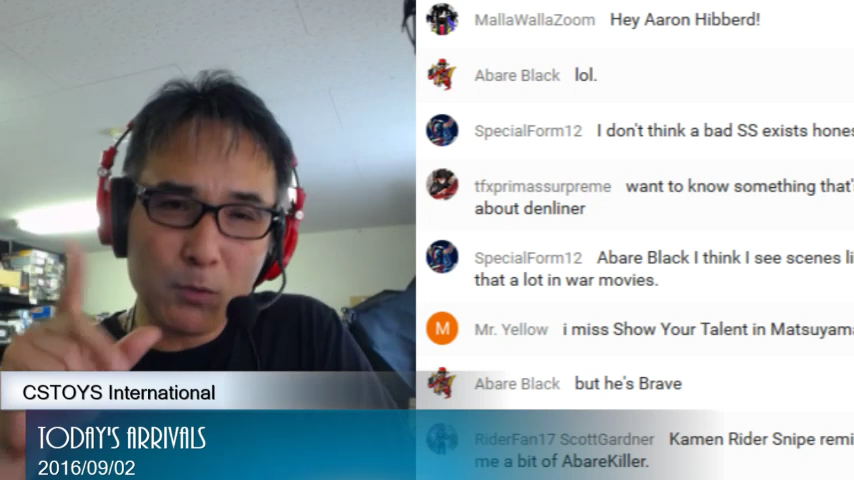 MallaWallaZoom Hey Aaron Hibberd!
Abare Black lol.
SpecialForm12 I don't think a bad SS exists hones
tfxprimassurpreme want to know something that'
about denliner
SpecialForm12 Abare Black I think I see scenes li
that a lot in war movies.
M
Mr. Yellow i miss Show Your Talent in Matsuyama
Abare Black but he's Brave
RiderFan17 ScottGardner Kamen Rider Snipe remi
me a bit of AbareKiller.
CSTOYS International
TODAY'S ARRIVALS
2016/09/02